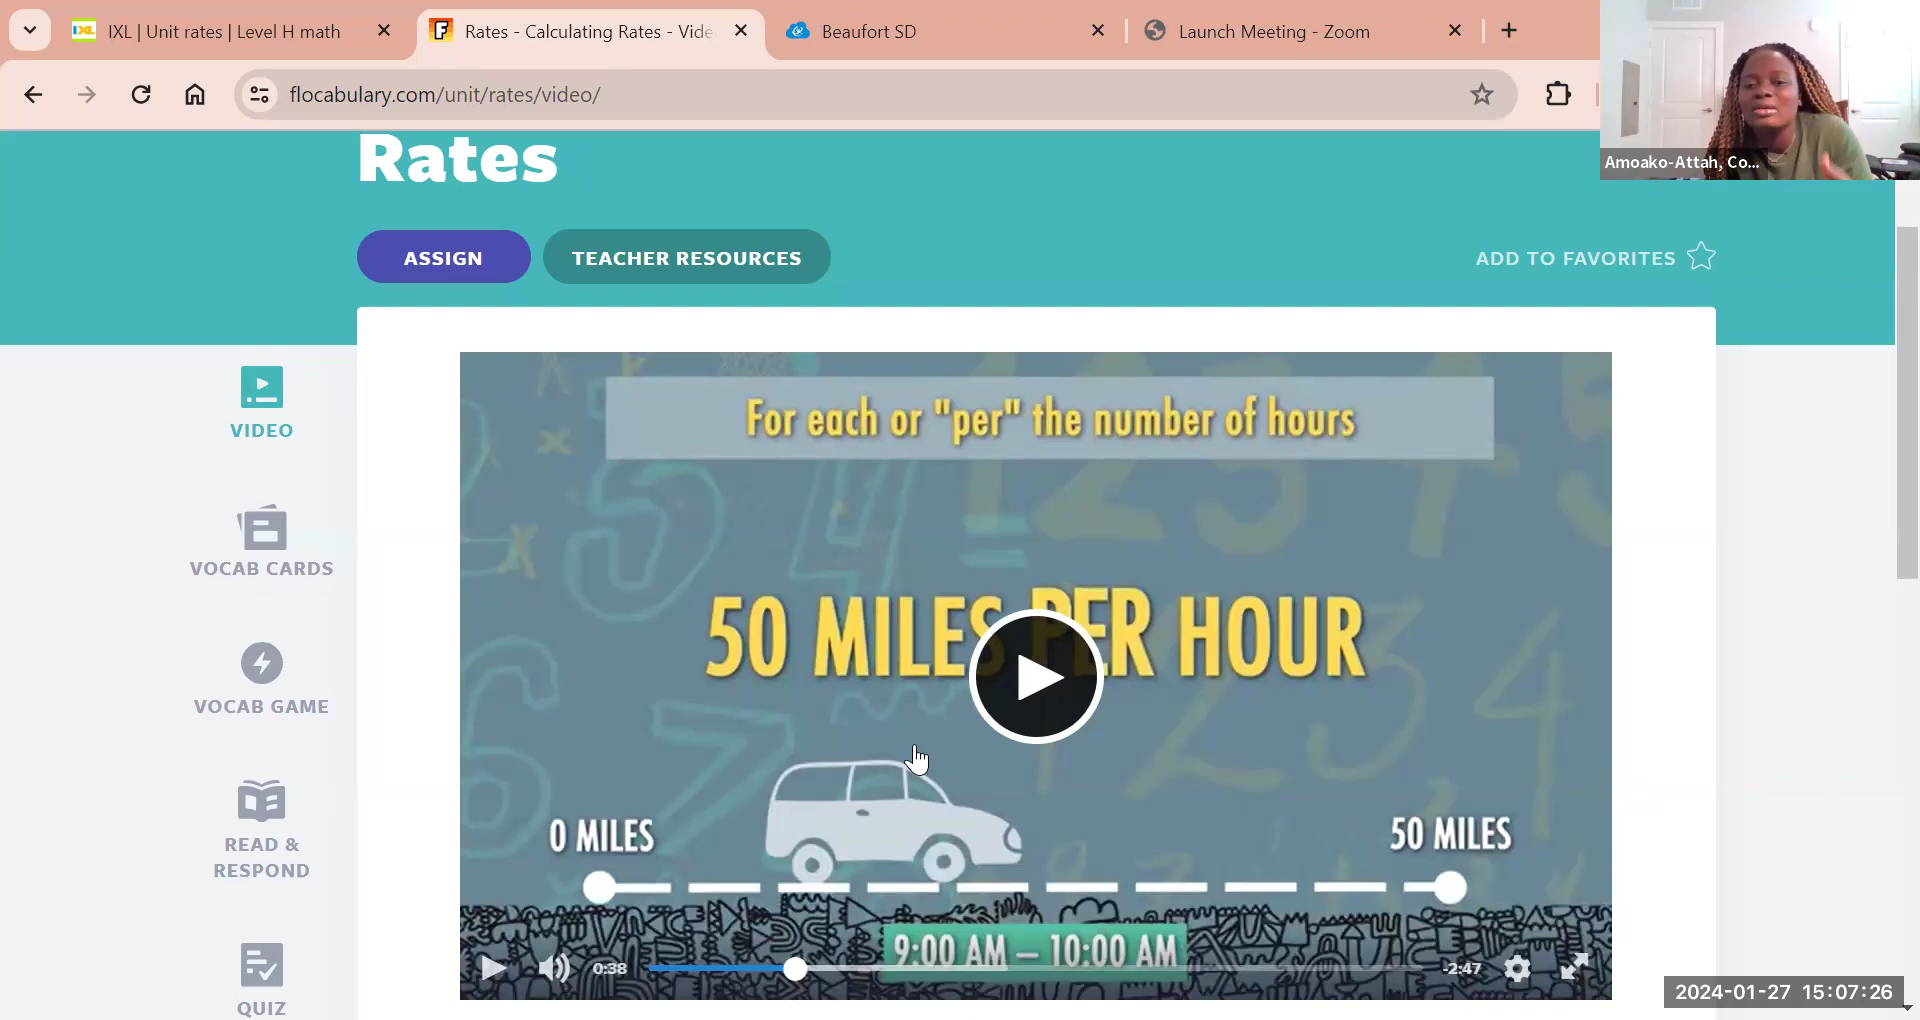 IXL | Unit rates | Level H math
Rates - Calculating Rates - Vide
Beaufort SD
Launch Meeting - Zoom
flocabulary.com/unit/rates/video/
Amoako-Attah, Co...
Rates
ASSIGN
TEACHER RESOURCES
ADD TO FAVORITES
VIDEO
VOCAB CARDS
VOCAB GAME
READ &
RESPOND
QUIZ
For each or "per" the number of hours
50 MILES PER HOUR
0 MILES
50 MILES
9:00 AM — 10:00 AM
0:38
-2:47
2024-01-27 15:07:26